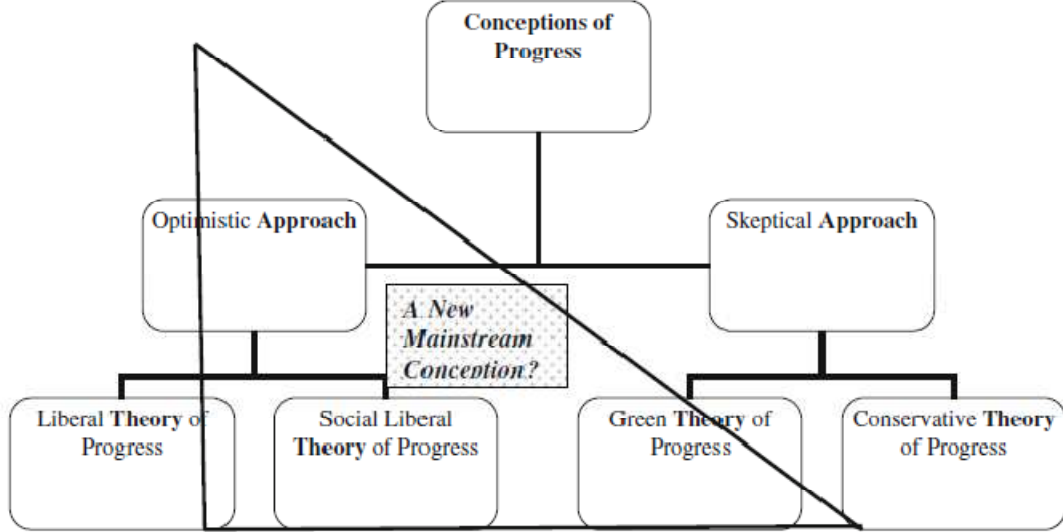 Conceptions of
Progress
Optimistic Approach
Skeptical Approach
A New
Mainstream
Conception?
Liberal Theory of
Progress
Social Liberal
Theory of Progress
Green Theory of
Progress
Conservative Theory
of Progress